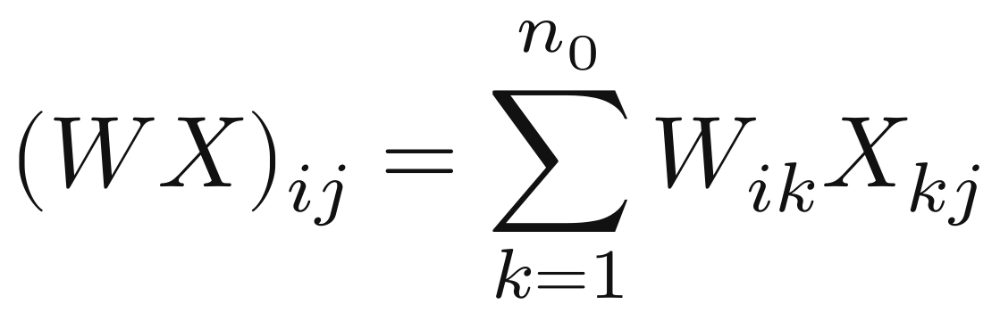 $(WX)_{ij} = \sum_{k=1}^{n_0} W_{ik} X_{kj}$